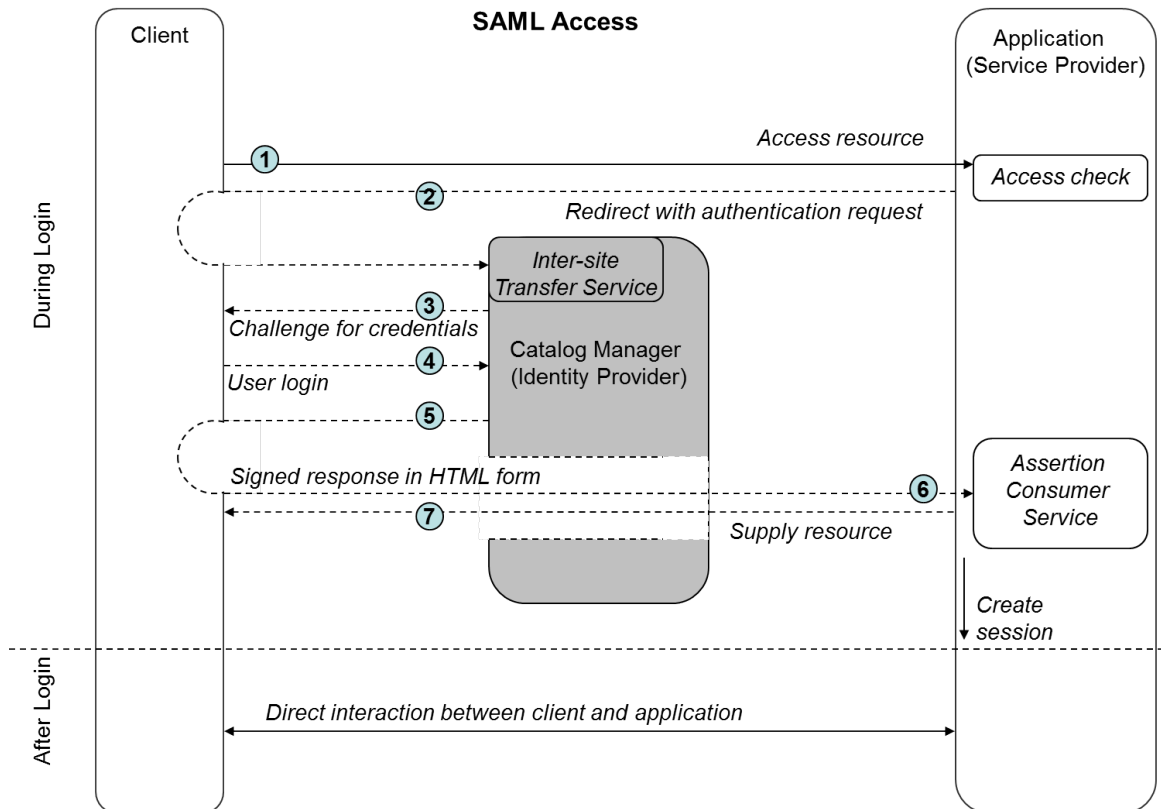 SAML Access
Client
Application
(Service Provider)
During Login
1
Access resource
Access check
2
Redirect with authentication request
Inter-site
Transfer Service
3
Challenge for credentials
Catalog Manager
(Identity Provider)
4
User login
5
Signed response in HTML form
6
Assertion
Consumer
Service
7
Supply resource
Create
session
After Login
Direct interaction between client and application